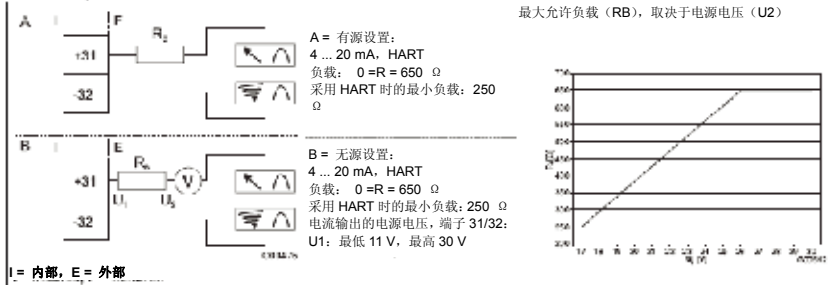 最大允许负载（RB），取决于电源电压（U2）
A
F
+31
-32
A = 有源设置：
4 ... 20 mA，HART
负载： 0 =R = 650 Ω
采用 HART 时的最小负载：250
Ω
B
E
+31
-32
V
B = 无源设置：
4 ... 20 mA，HART
负载： 0 =R = 650 Ω
采用 HART 时的最小负载：250 Ω
电流输出的电源电压，端子 31/32：
U1：最低 11 V，最高 30 V
I = 内部，E = 外部